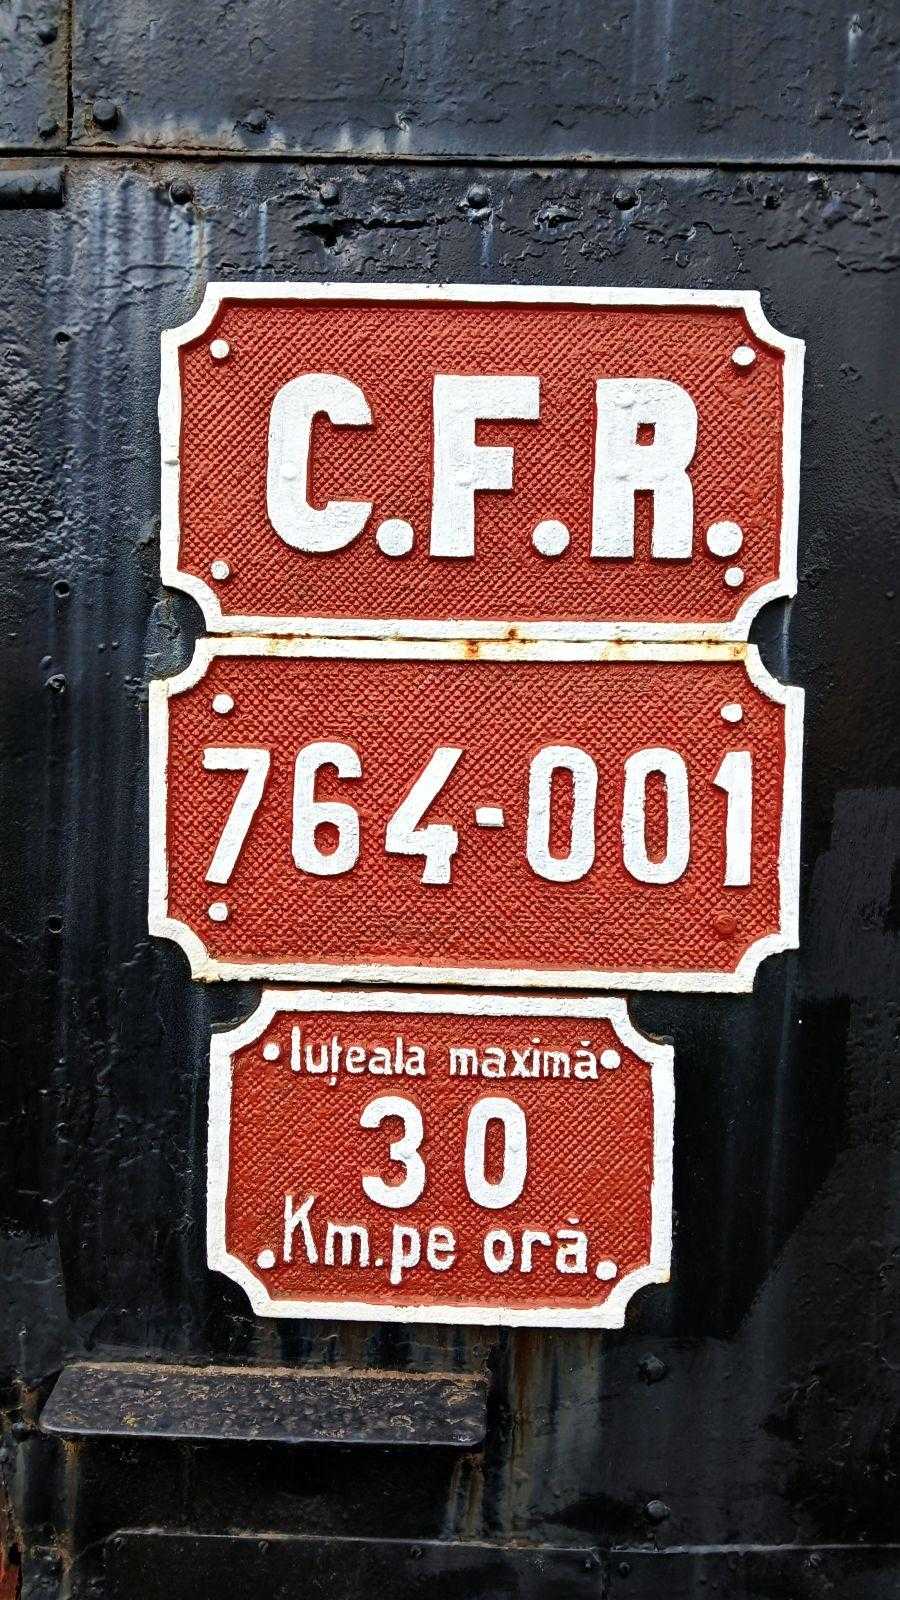 C.F.R.
764-001
Iuțeala maximă
30
Km.pe oră.